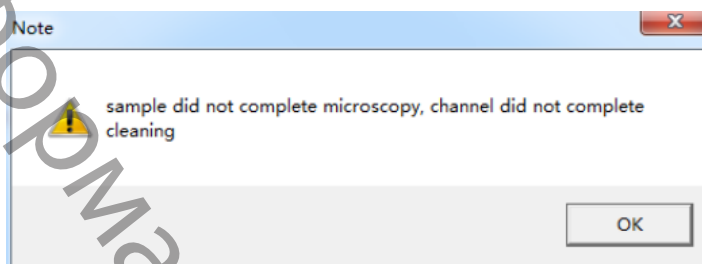 Note
sample did not complete microscopy, channel did not complete
cleaning
OK